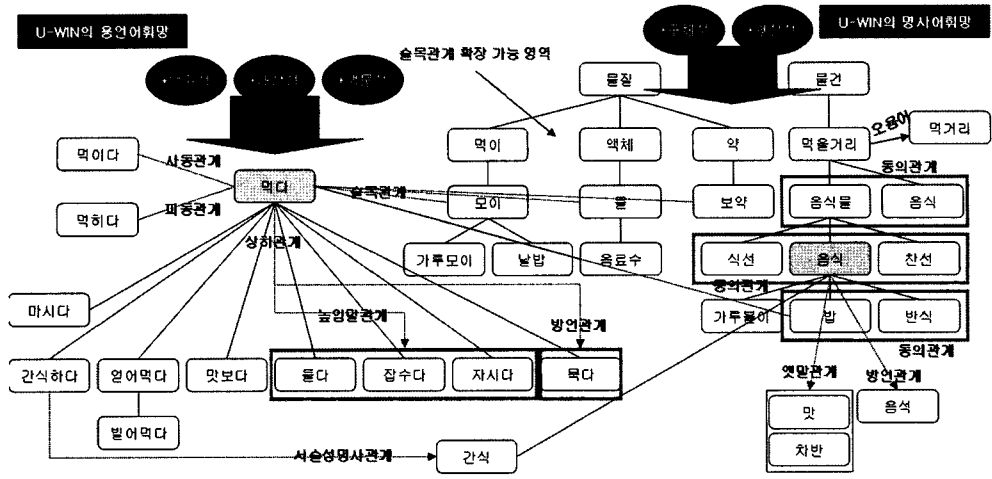 U-WIN의 용언어휘망
U-WIN의 명사어휘망
술목관계 확장 가능 영역
물질
물건
먹이
액체
약
먹을거리
오용어
먹거리
먹이다
사동관계
동의관계
먹다
술목관계
모이
물
보약
음식물
음식
먹히다
피동관계
상하관계
가루모이
낟밥
음료수
식선
음식
찬선
동의관계
마시다
높임말관계
방언관계
가루붙이
밥
반식
동의관계
간식하다
얻어먹다
맛보다
들다
잡수다
자시다
묵다
옛말관계
방언관계
맛
음석
빌어먹다
차반
서술성명사관계
간식